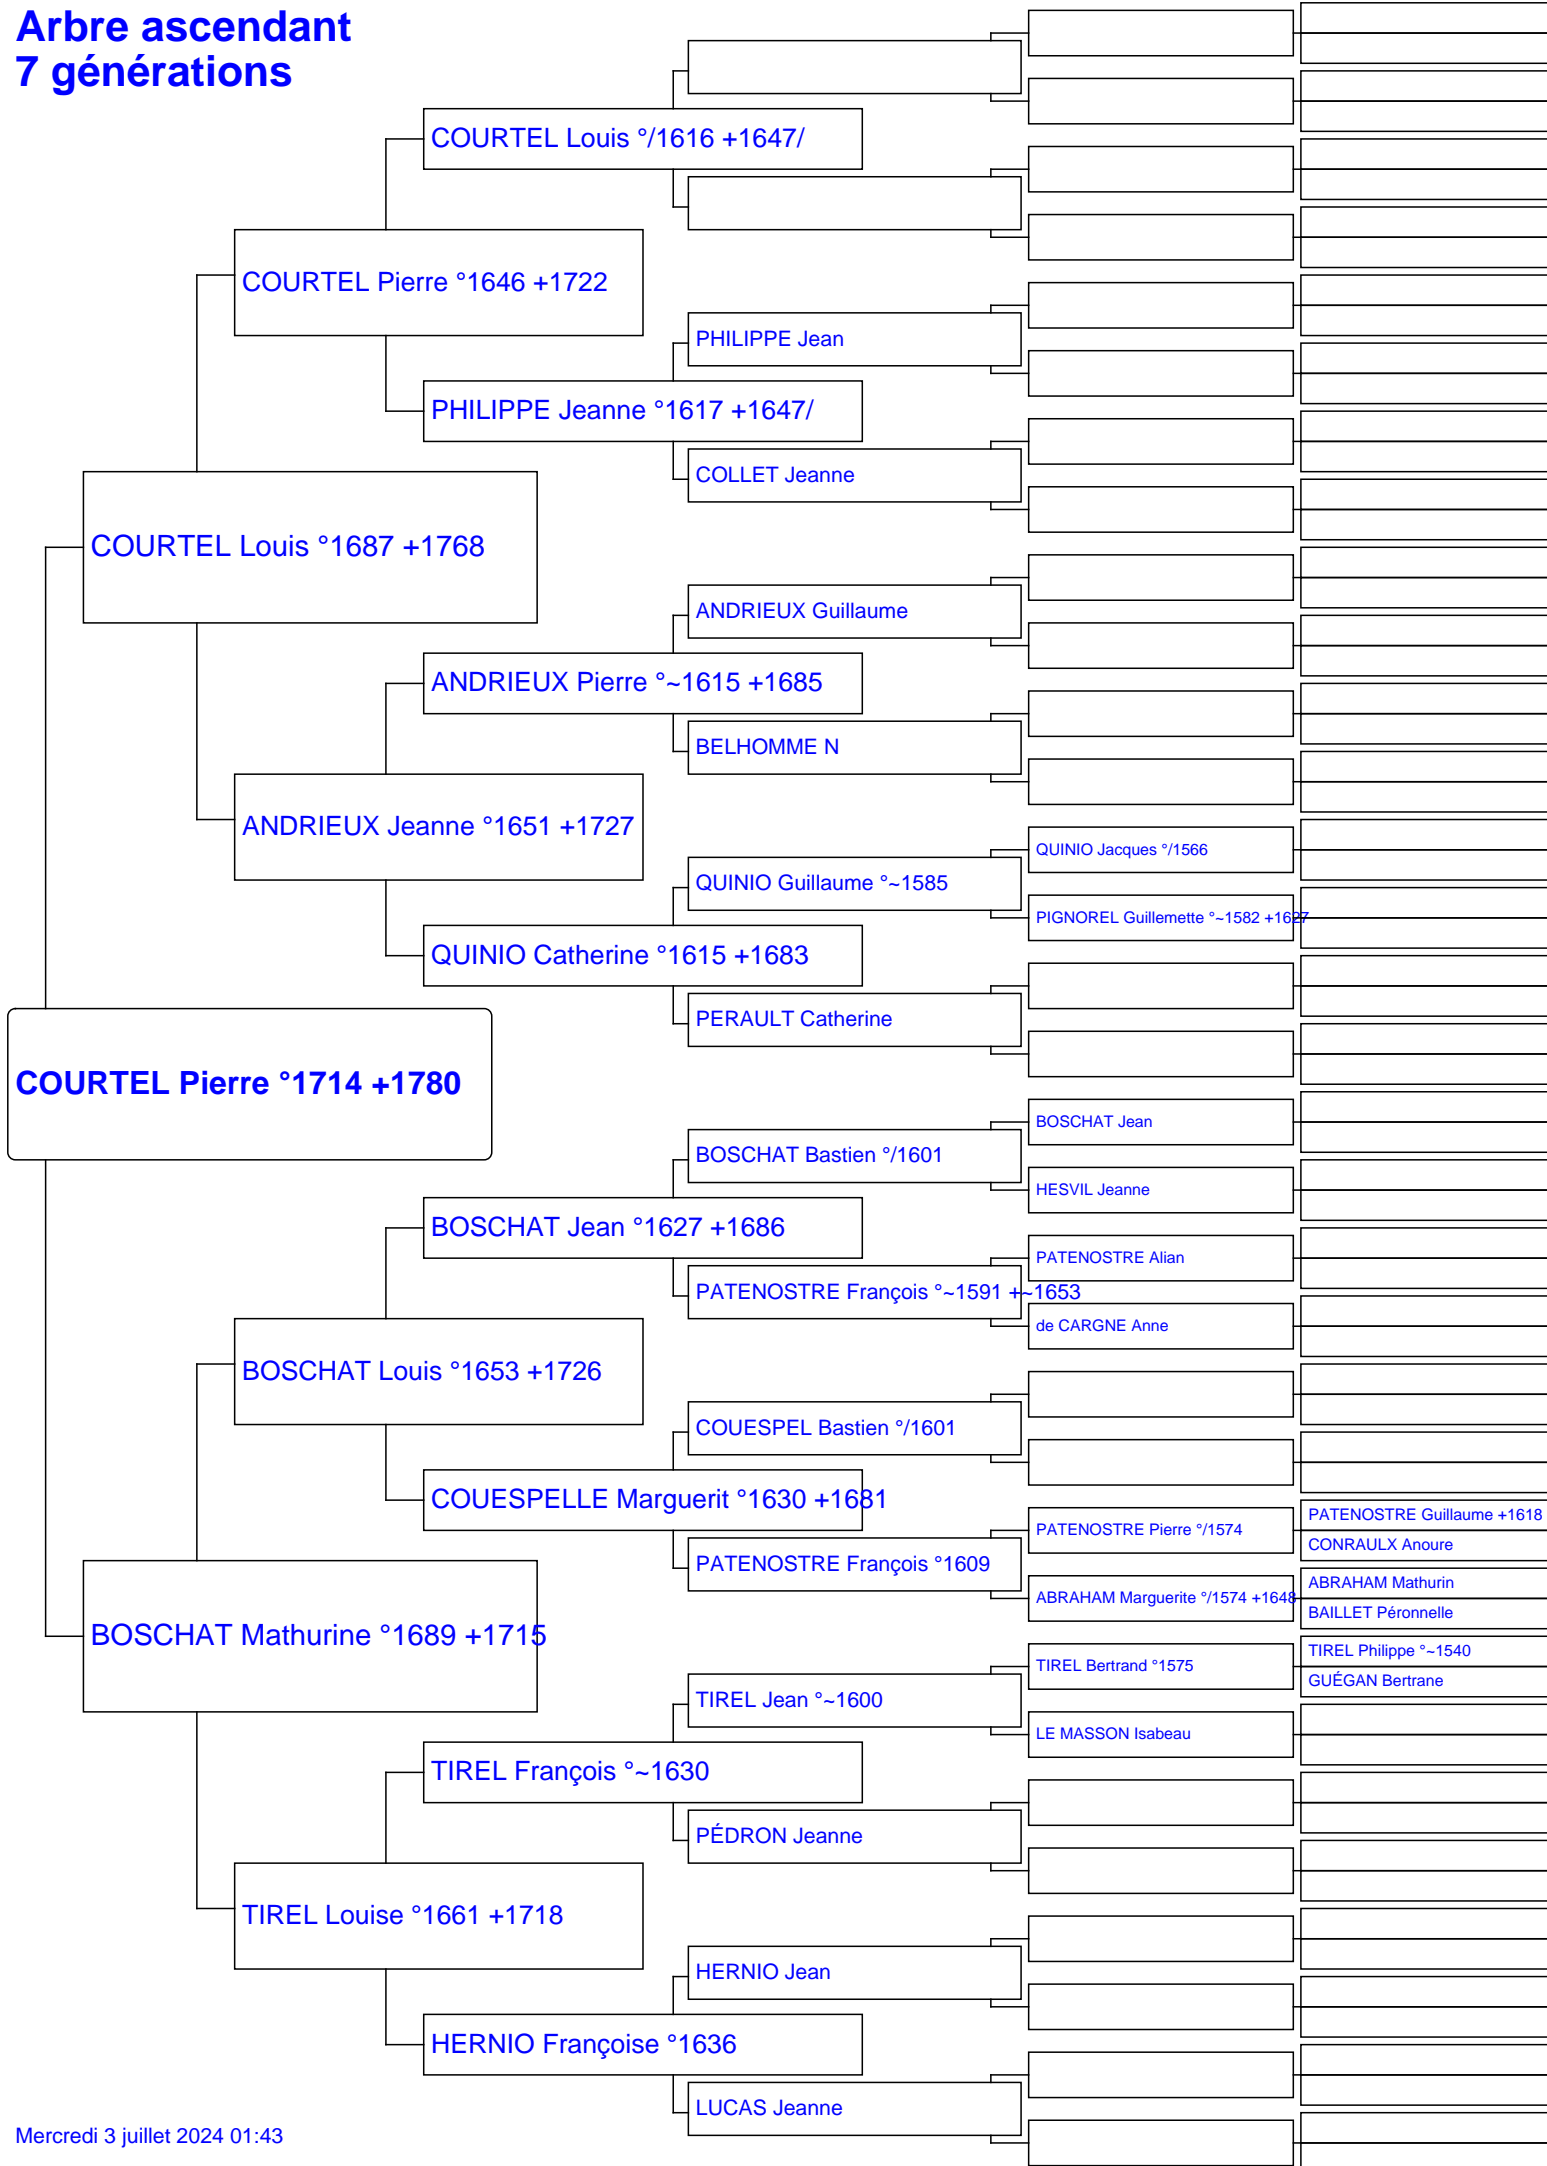 Arbre ascendant
7 générations
COURTEL Louis °/1616 +1647/
COURTEL Pierre °1646 +1722
PHILIPPE Jean
PHILIPPE Jeanne °1617 +1647/
COLLET Jeanne
COURTEL Louis °1687 +1768
ANDRIEUX Guillaume
ANDRIEUX Pierre °~1615 +1685
BELHOMME N
ANDRIEUX Jeanne °1651 +1727
QUINIO Jacques °/1566
QUINIO Guillaume °~1585
PIGNOREL Guillemette °~1582 +1627
QUINIO Catherine °1615 +1683
PERAULT Catherine
COURTEL Pierre °1714 +1780
BOSCHAT Jean
BOSCHAT Bastien °/1601
HESVIL Jeanne
BOSCHAT Jean °1627 +1686
PATENOSTRE Alian
PATENOSTRE François °~1591 +~1653
de CARGNE Anne
BOSCHAT Louis °1653 +1726
COUESPEL Bastien °/1601
COUESPELLE Marguerit °1630 +1681
PATENOSTRE Guillaume +1618
PATENOSTRE Pierre °/1574
CONRAULX Anoure
PATENOSTRE François °1609
ABRAHAM Mathurin
ABRAHAM Marguerite °/1574 +1648
BAILLET Péronnelle
BOSCHAT Mathurine °1689 +1715
TIREL Philippe °~1540
TIREL Bertrand °1575
GUÉGAN Bertrane
TIREL Jean °~1600
LE MASSON Isabeau
TIREL François °~1630
PÉDRON Jeanne
TIREL Louise °1661 +1718
HERNIO Jean
HERNIO Françoise °1636
LUCAS Jeanne
Mercredi 3 juillet 2024 01:43